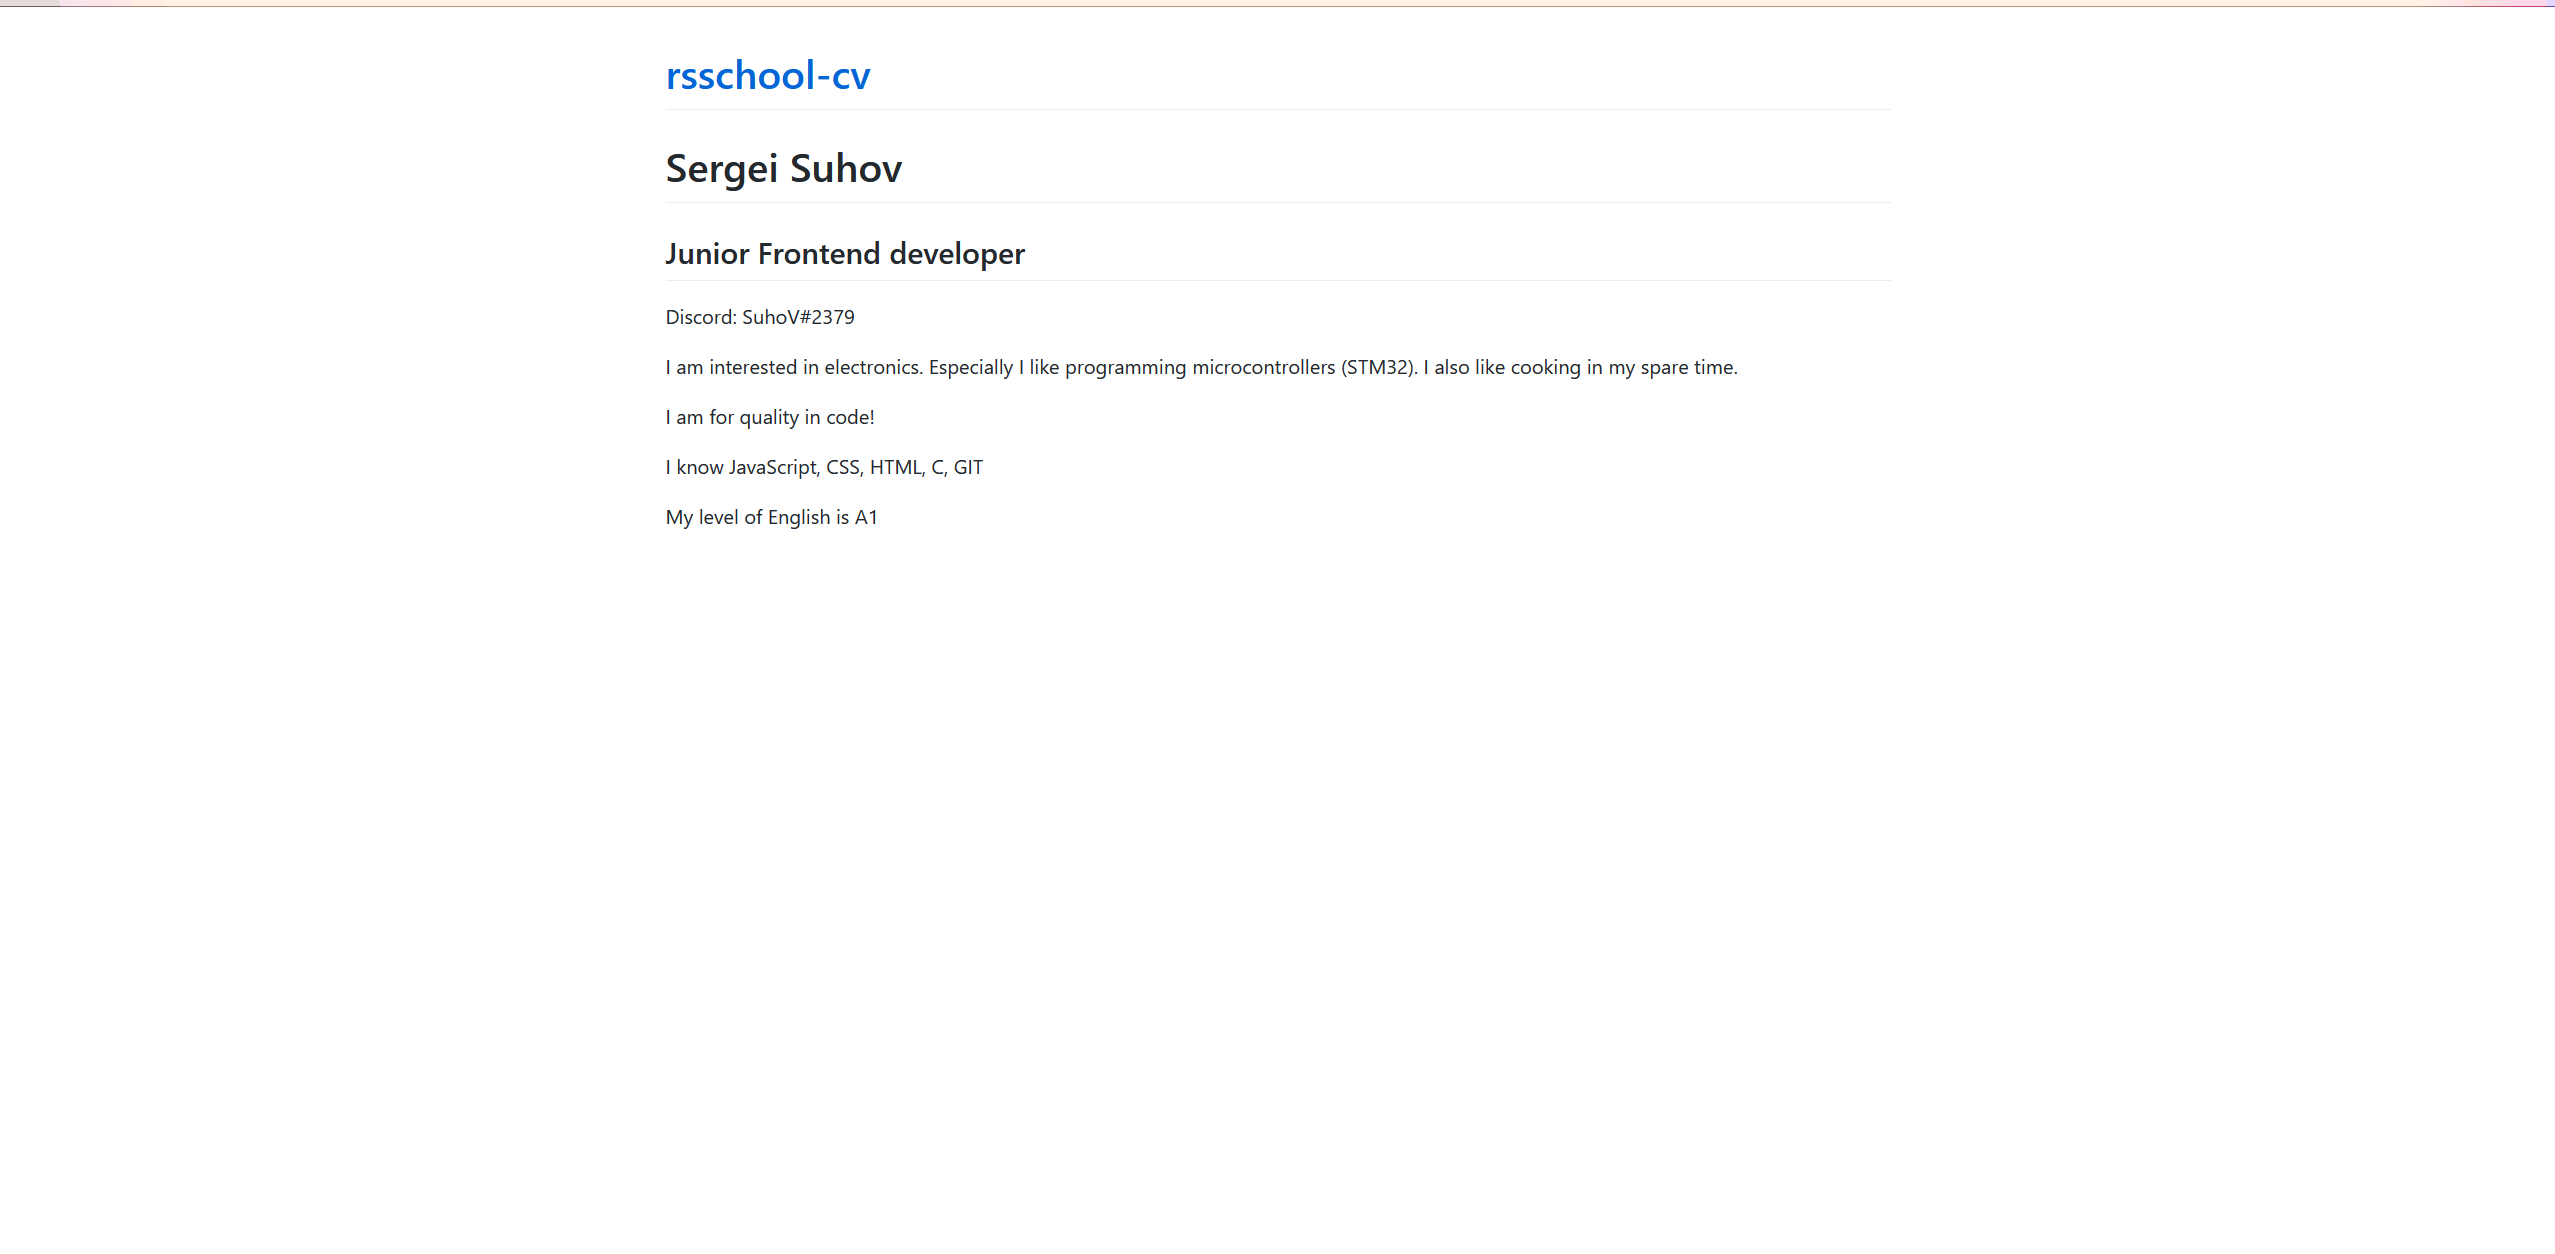 rsschool-cv
Sergei Suhov
Junior Frontend developer
Discord: SuhoV#2379
I am interested in electronics. Especially I like programming microcontrollers (STM32). I also like cooking in my spare time.
I am for quality in code!
I know JavaScript, CSS, HTML, C, GIT
My level of English is A1